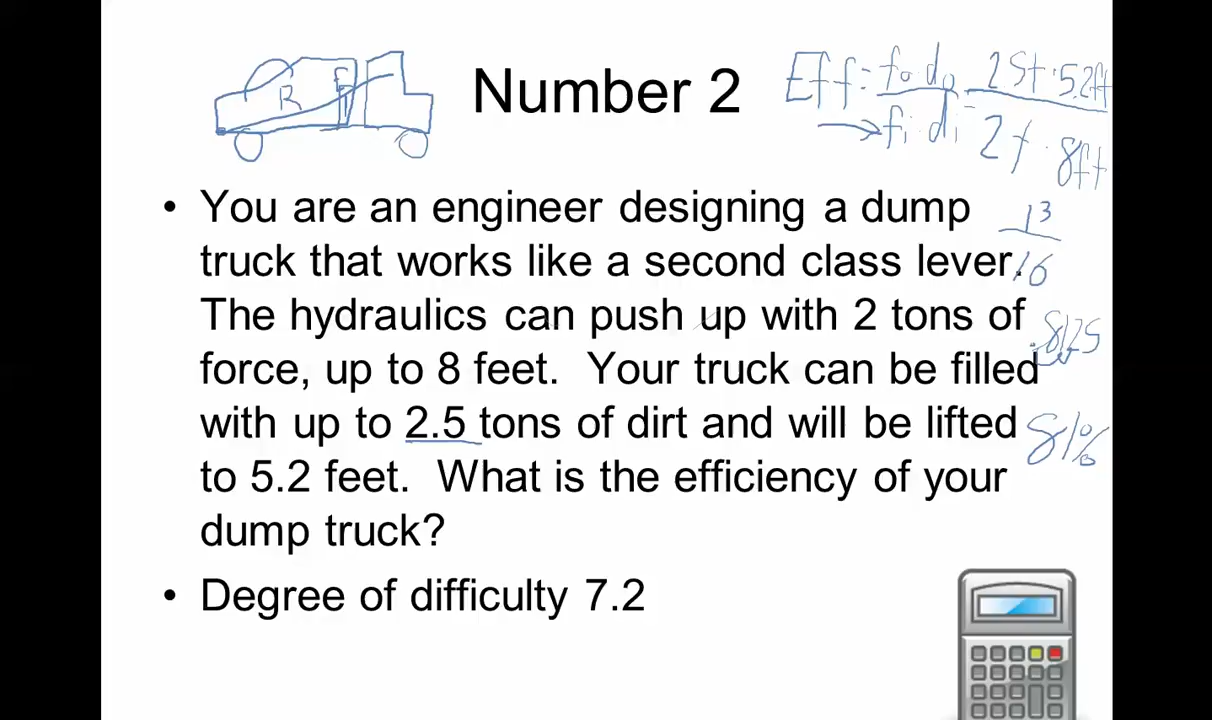 R F
Number 2
Eff = fo·do / fi·di = 2.5t·5.2ft / 2t·8ft
13
16
.8125
81%
• You are an engineer designing a dump
truck that works like a second class lever.
The hydraulics can push up with 2 tons of
force, up to 8 feet. Your truck can be filled
with up to 2.5 tons of dirt and will be lifted
to 5.2 feet. What is the efficiency of your
dump truck?
• Degree of difficulty 7.2